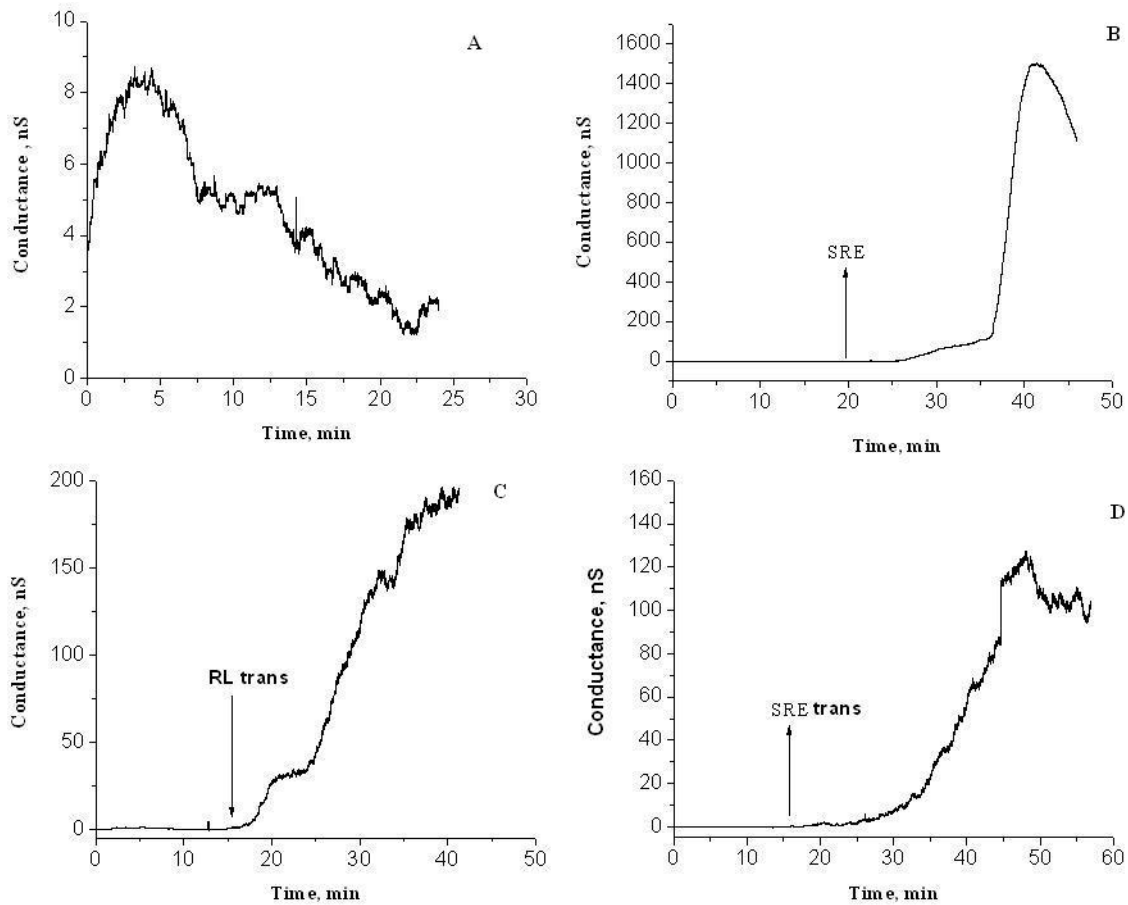 A
Conductance , nS
10
8
6
4
2
0
0 5 10 15 20 25 30
Time, min
B
Conductance, nS
1600
1400
1200
1000
800
600
400
200
0
SRE
0 10 20 30 40 50
Time, min
C
Conductance, nS
200
150
100
50
0
RL trans
0 10 20 30 40 50
Time, min
D
Conductance, nS
160
140
120
100
80
60
40
20
0
SRE trans
0 10 20 30 40 50 60
Time, min